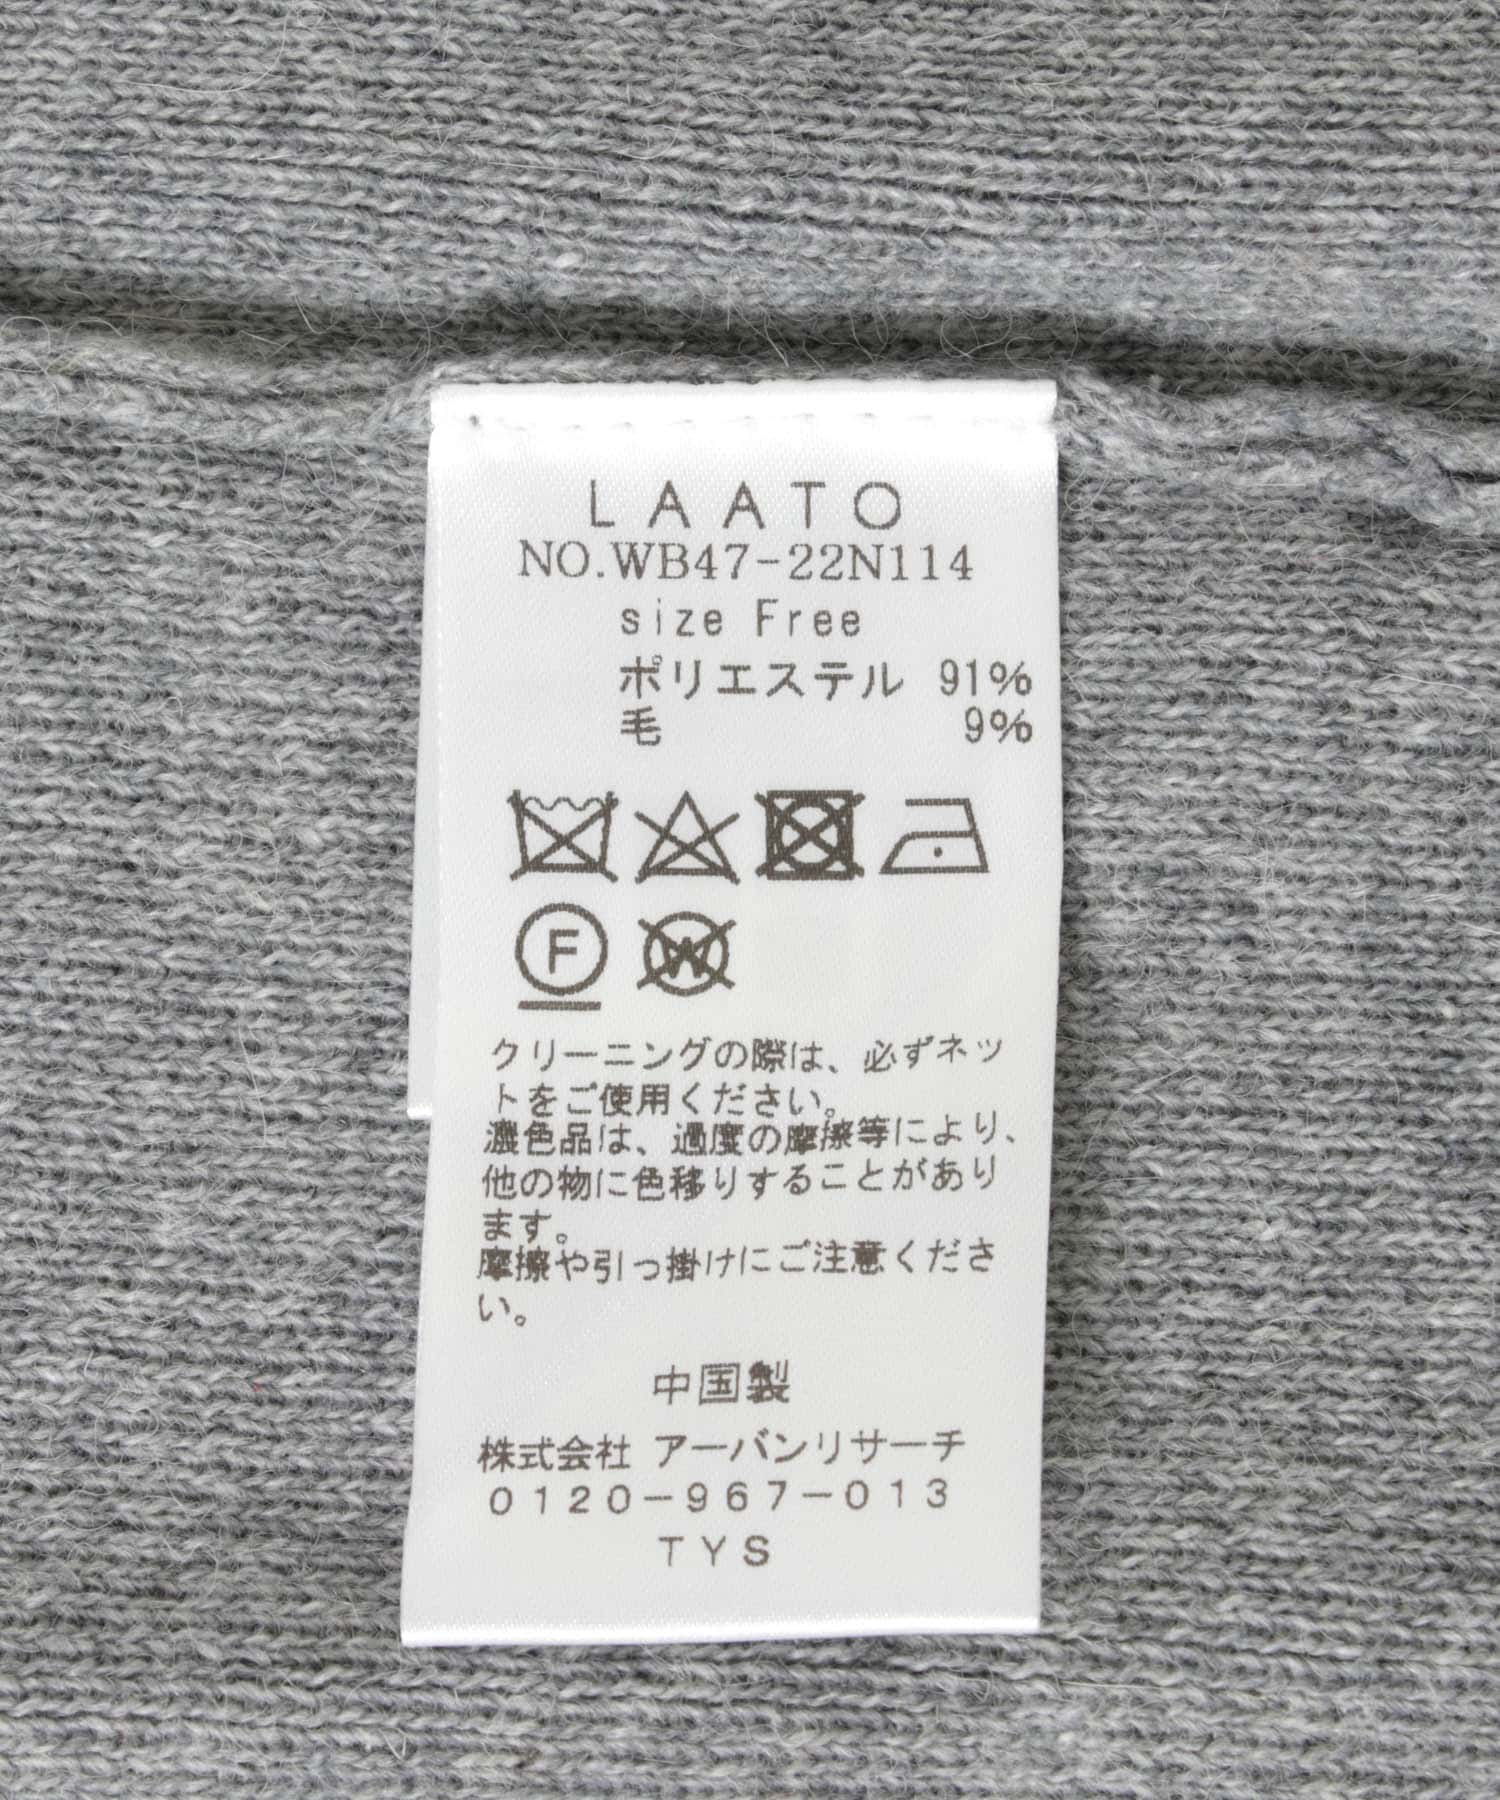 LAATO
NO.WB47-22N114
size Free
ポリエステル 91%
毛 9%
F W
クリーニングの際は、必ずネッ
トをご使用ください。
濃色品は、過度の摩擦等により、
他の物に色移りすることがあり
ます。
摩擦や引っ掛けにご注意くださ
い。
中国製
株式会社 アーバンリサーチ
0120-967-013
TYS